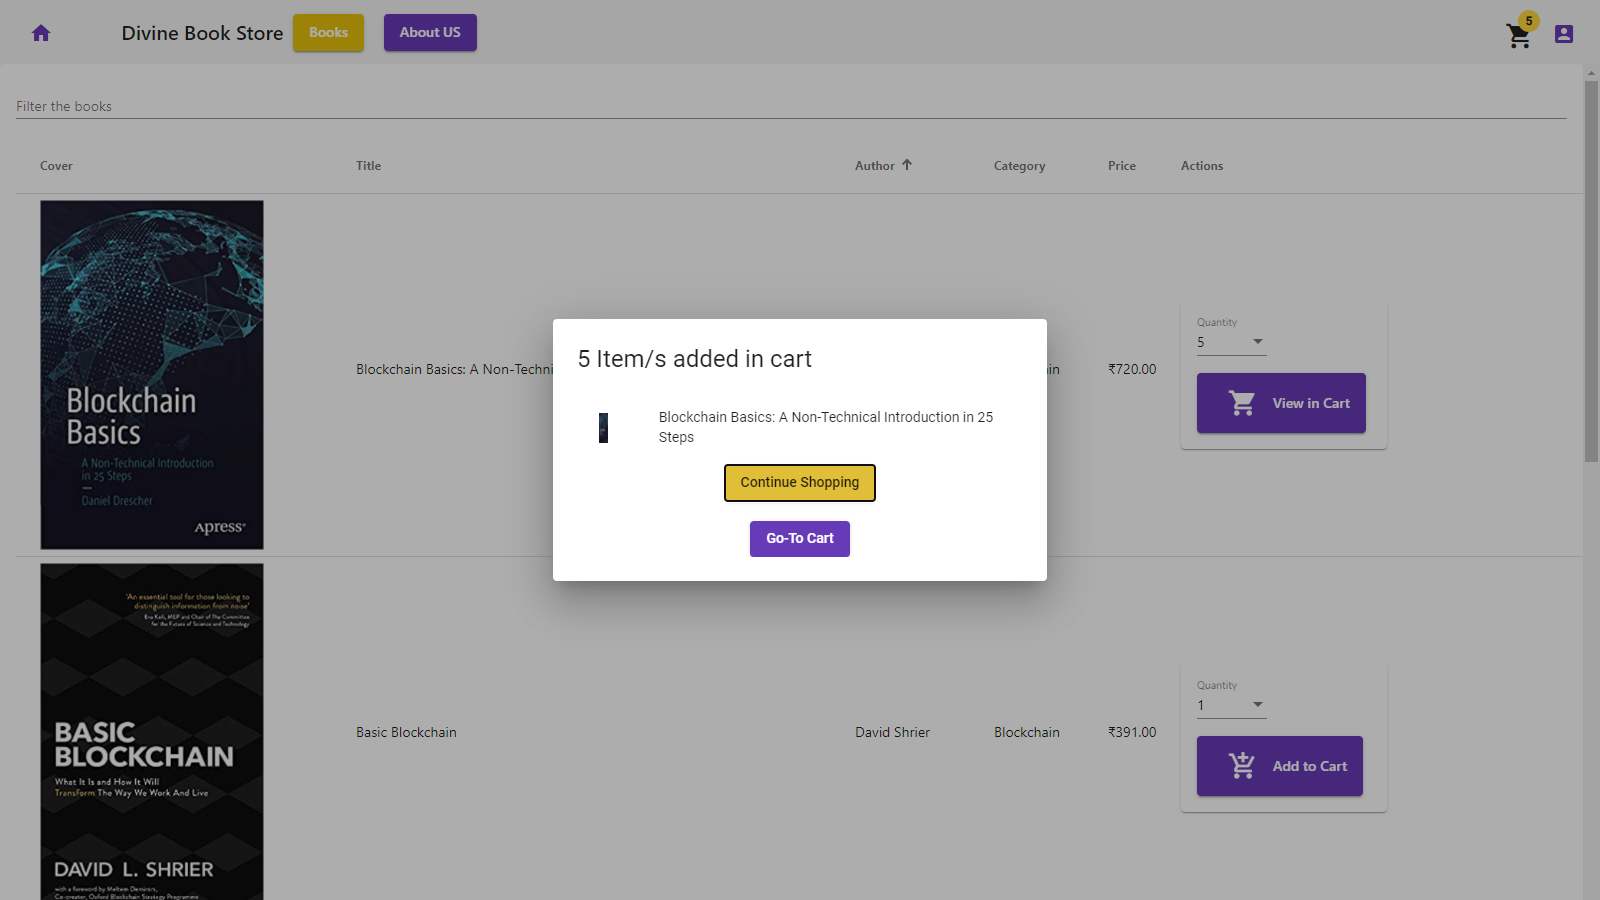 Divine Book Store
Books
About US
5
Filter the books
Cover
Title
Author
Category
Price
Actions
Blockchain
Basics
A Non-Technical Introduction
in 25 Steps
Daniel Drescher
Apress®
Blockchain Basics: A Non-Techni
in
₹720.00
Quantity
5
View in Cart
5 Item/s added in cart
Blockchain Basics: A Non-Technical Introduction in 25
Steps
Continue Shopping
Go-To Cart
'An essential tool for those looking to
distinguish information from noise'
Eva Kaili, MEP and Chair of The Committee
for the Future of Science and Technology
BASIC
BLOCKCHAIN
What It Is and How It Will
Transform The Way We Work And Live
DAVID L. SHRIER
with a foreword by Meltem Demirors,
Co-creator, Oxford Blockchain Strategy Programme
Basic Blockchain
David Shrier
Blockchain
₹391.00
Quantity
1
Add to Cart